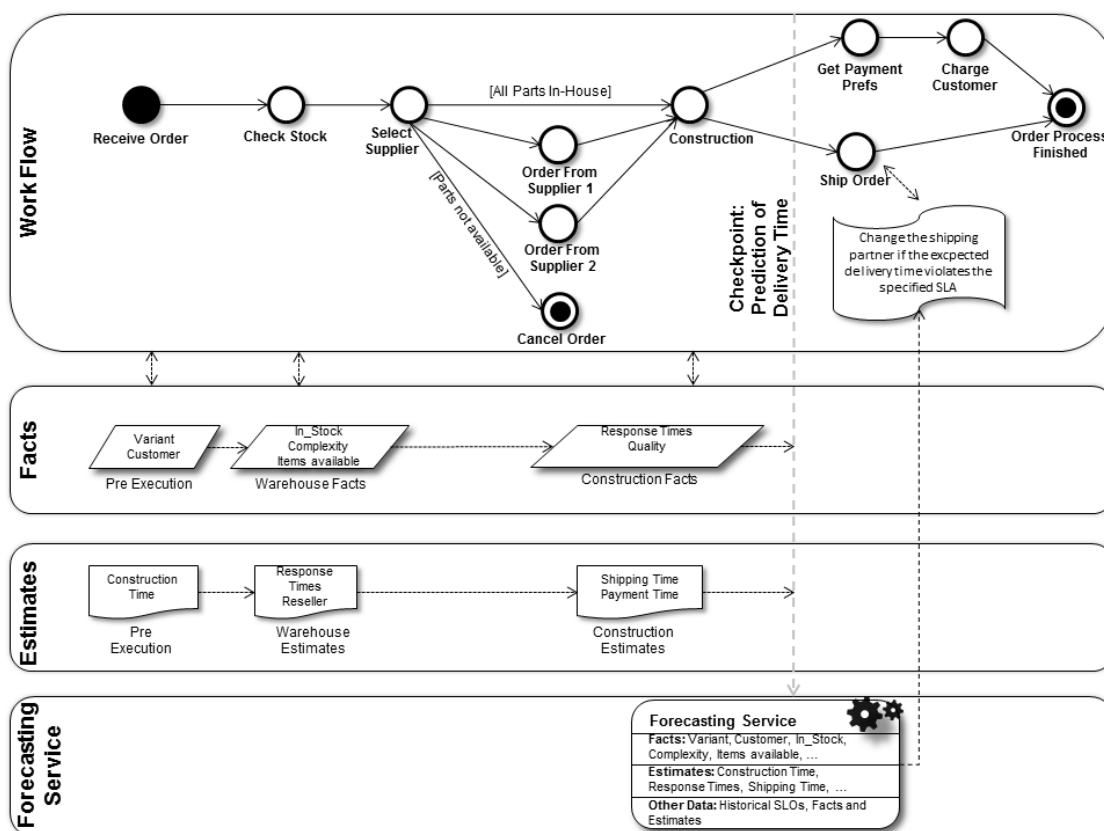 Work Flow
Receive Order
Check Stock
Select
Supplier
[All Parts In-House]
Order From
Supplier 1
Order From
Supplier 2
[Parts not available]
Cancel Order
Construction
Get Payment
Prefs
Charge
Customer
Ship Order
Order Process
Finished
Checkpoint:
Prediction of
Delivery Time
Change the shipping
partner if the excpected
delivery time violates the
specified SLA
Facts
Variant
Customer
Pre Execution
In_Stock
Complexity
Items available
Warehouse Facts
Response Times
Quality
Construction Facts
Estimates
Construction
Time
Pre
Execution
Response
Times
Reseller
Warehouse
Estimates
Shipping Time
Payment Time
Construction
Estimates
Forecasting
Service
Forecasting Service
Facts: Variant, Customer, In_Stock,
Complexity, Items available, ...
Estimates: Construction Time,
Response Times, Shipping Time, ...
Other Data: Historical SLOs, Facts and
Estimates